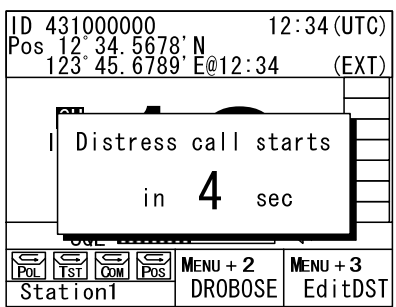 ID 431000000 12:34(UTC)
Pos 12°34.5678'N
123°45.6789'E@12:34 (EXT)
Distress call starts
in 4 sec
POL TST COM POS MENU + 2 MENU + 3
Station1 DROBOSE EditDST